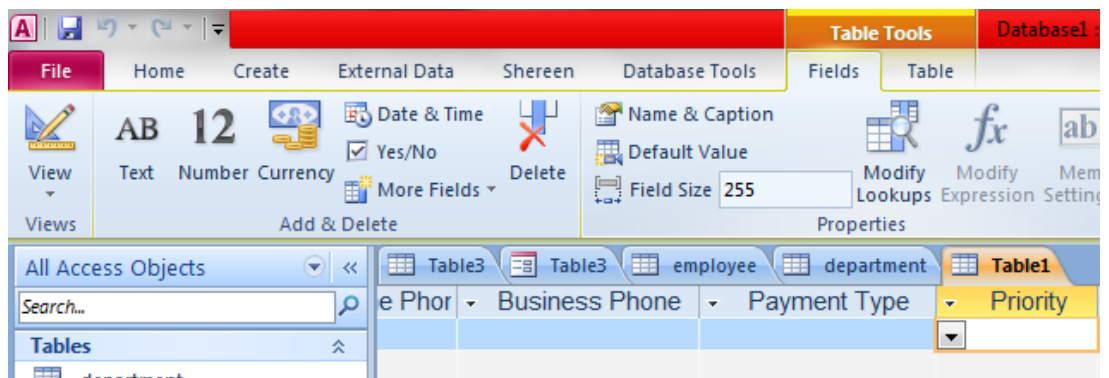 A
Table Tools Database1 :
File Home Create External Data Shereen Database Tools Fields Table
AB 12 Date & Time Name & Caption fx ab
Yes/No Default Value
View Text Number Currency More Fields Delete Field Size 255 Modify Lookups Modify Expression
Views Add & Delete Properties
All Access Objects « Table3 Table3 employee department Table1
Search... e Phor Business Phone Payment Type Priority
Tables
department